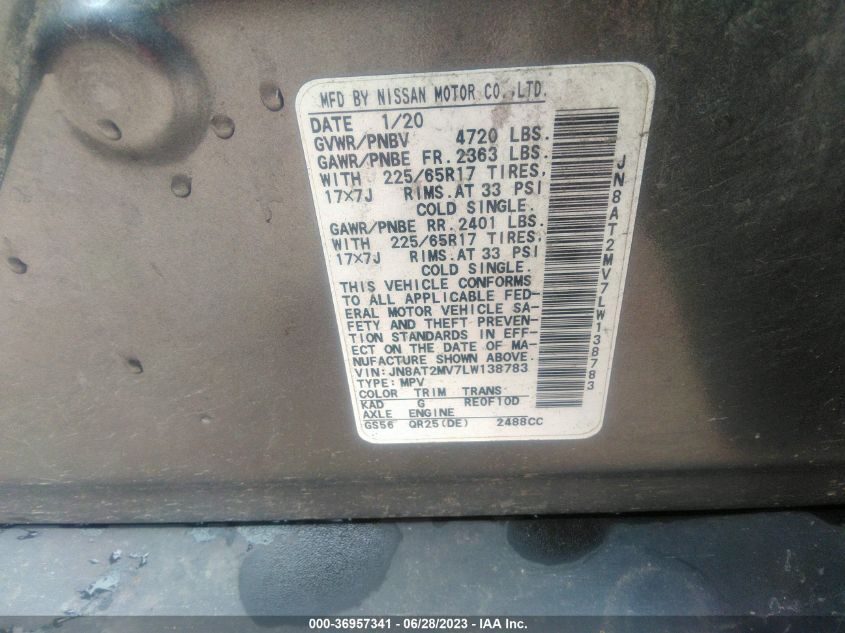 MFD BY NISSAN MOTOR CO.,LTD.
DATE 1/20
GVWR/PNBV 4720 LBS.
GAWR/PNBE FR. 2363 LBS.
WITH 225/65R17 TIRES,
17×7J RIMS.AT 33 PSI
COLD SINGLE.
GAWR/PNBE RR. 2401 LBS.
WITH 225/65R17 TIRES,
17×7J RIMS.AT 33 PSI
COLD SINGLE.
THIS VEHICLE CONFORMS
TO ALL APPLICABLE FED-
ERAL MOTOR VEHICLE SA-
FETY AND THEFT PREVEN-
TION STANDARDS IN EFF-
ECT ON THE DATE OF MA-
NUFACTURE SHOWN ABOVE.
VIN: JN8AT2MV7LW138783
TYPE: MPV
COLOR TRIM TRANS
KAD G RE0F10D
AXLE ENGINE
GS56 QR25(DE) 2488CC
JN8AT2MV7LW138783
000-36957341 - 06/28/2023 - IAA Inc.